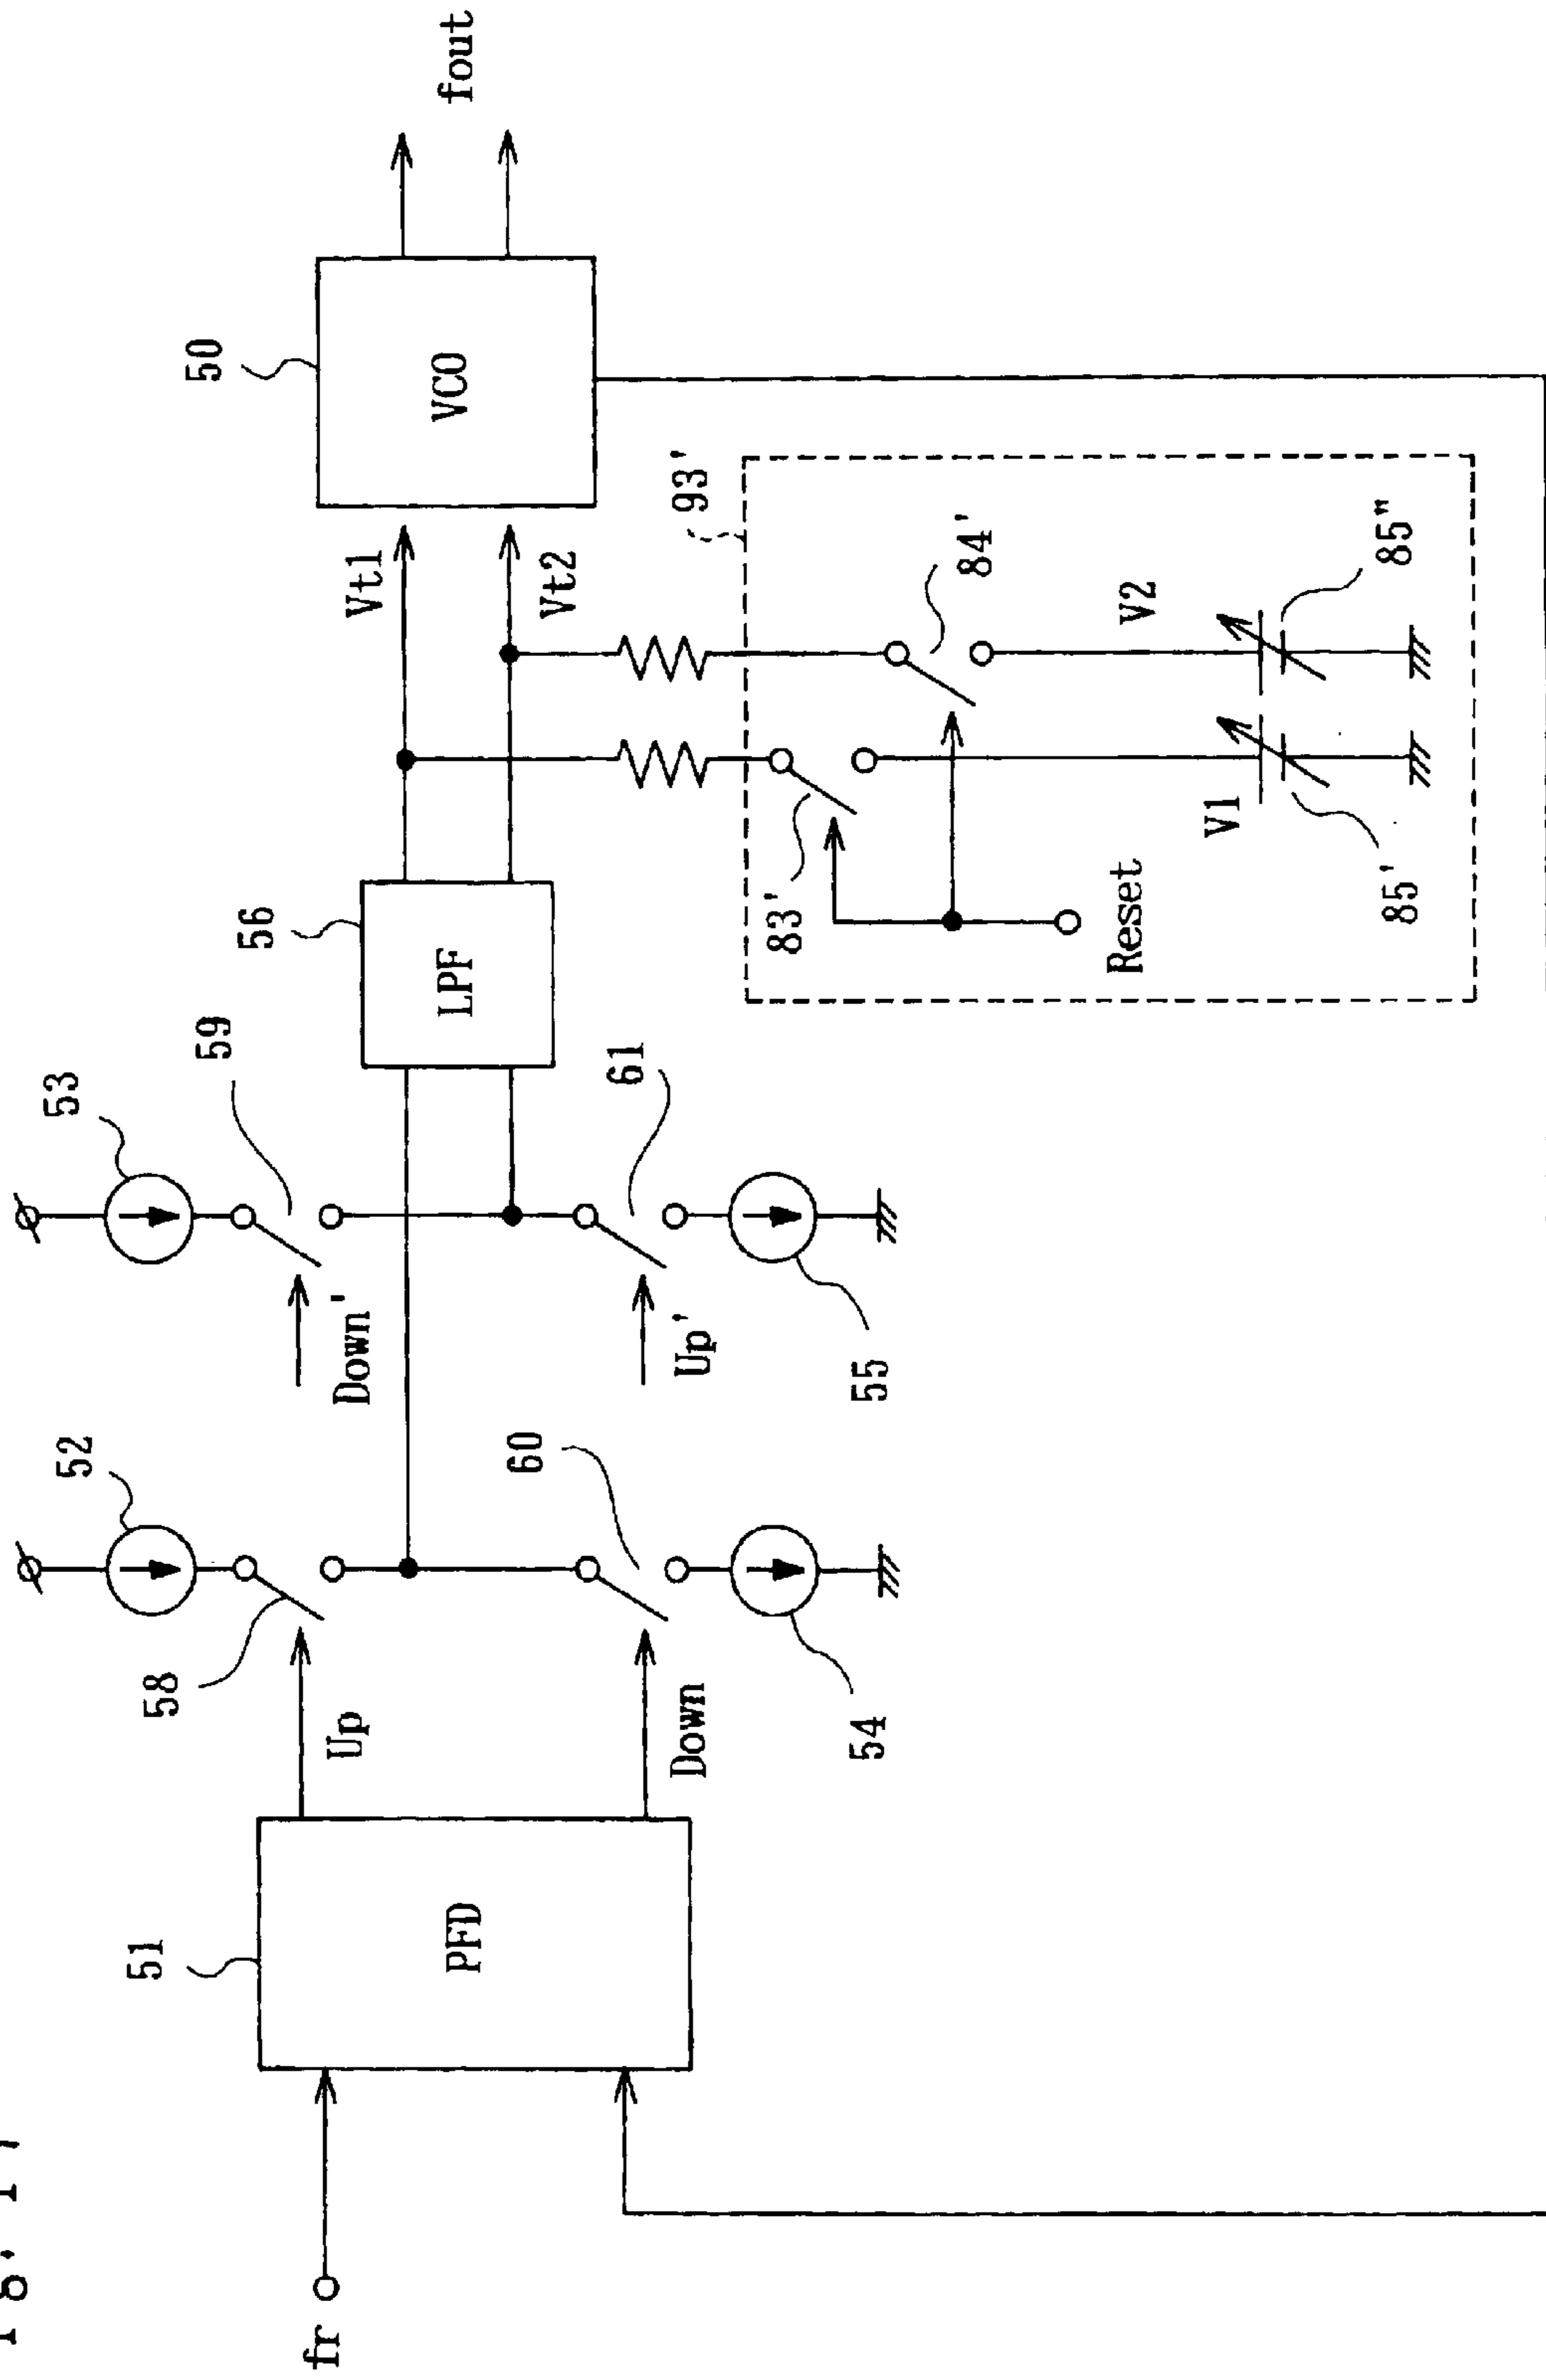 fr
51
PFD
Up
Down
58
52
60
54
Down'
Up'
53
59
61
55
56
LPF
Vt1
Vt2
50
VCO
fout
93'
83'
84'
Reset
V1
V2
85'
85"